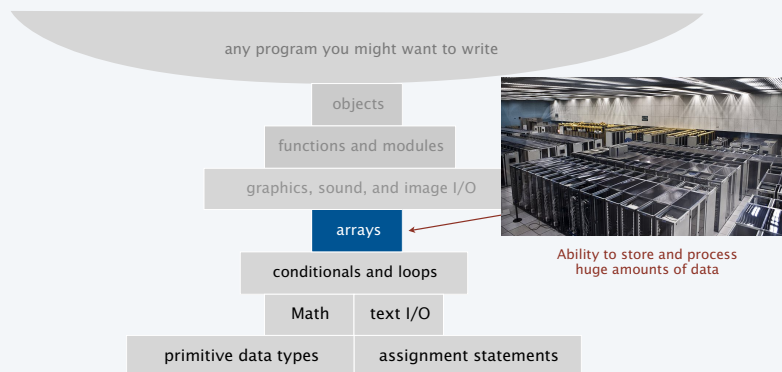 any program you might want to write
objects
functions and modules
graphics, sound, and image I/O
arrays
Ability to store and process
huge amounts of data
conditionals and loops
Math
text I/O
primitive data types
assignment statements